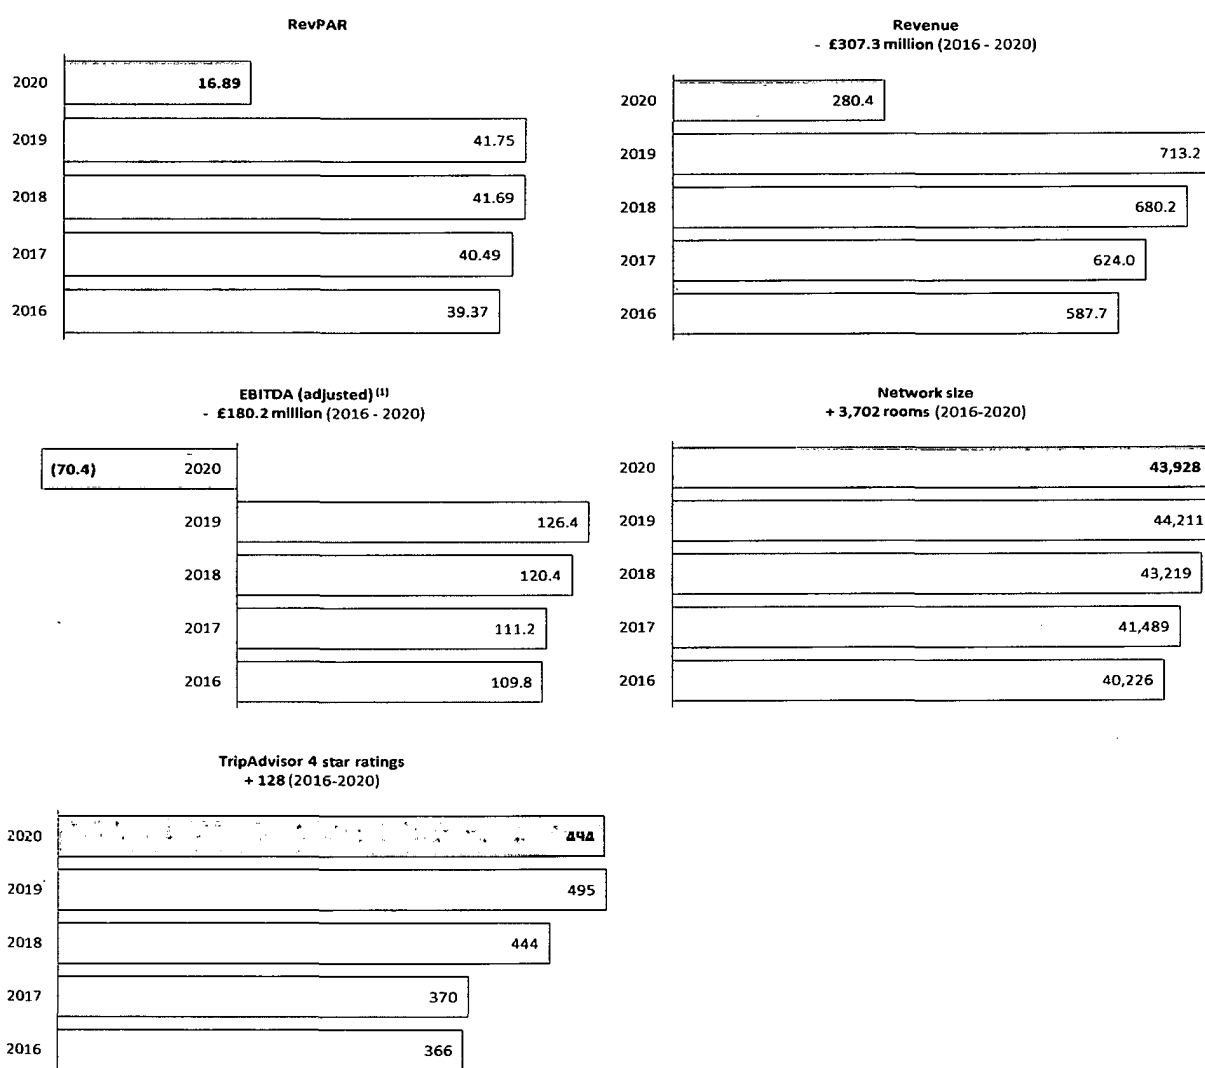 RevPAR
2020 16.89
2019 41.75
2018 41.69
2017 40.49
2016 39.37
Revenue
- £307.3 million (2016 - 2020)
2020 280.4
2019 713.2
2018 680.2
2017 624.0
2016 587.7
EBITDA (adjusted) (1)
- £180.2 million (2016 - 2020)
(70.4) 2020
2019 126.4
2018 120.4
2017 111.2
2016 109.8
Network size
+ 3,702 rooms (2016-2020)
2020 43,928
2019 44,211
2018 43,219
2017 41,489
2016 40,226
TripAdvisor 4 star ratings
+ 128 (2016-2020)
2020 494
2019 495
2018 444
2017 370
2016 366